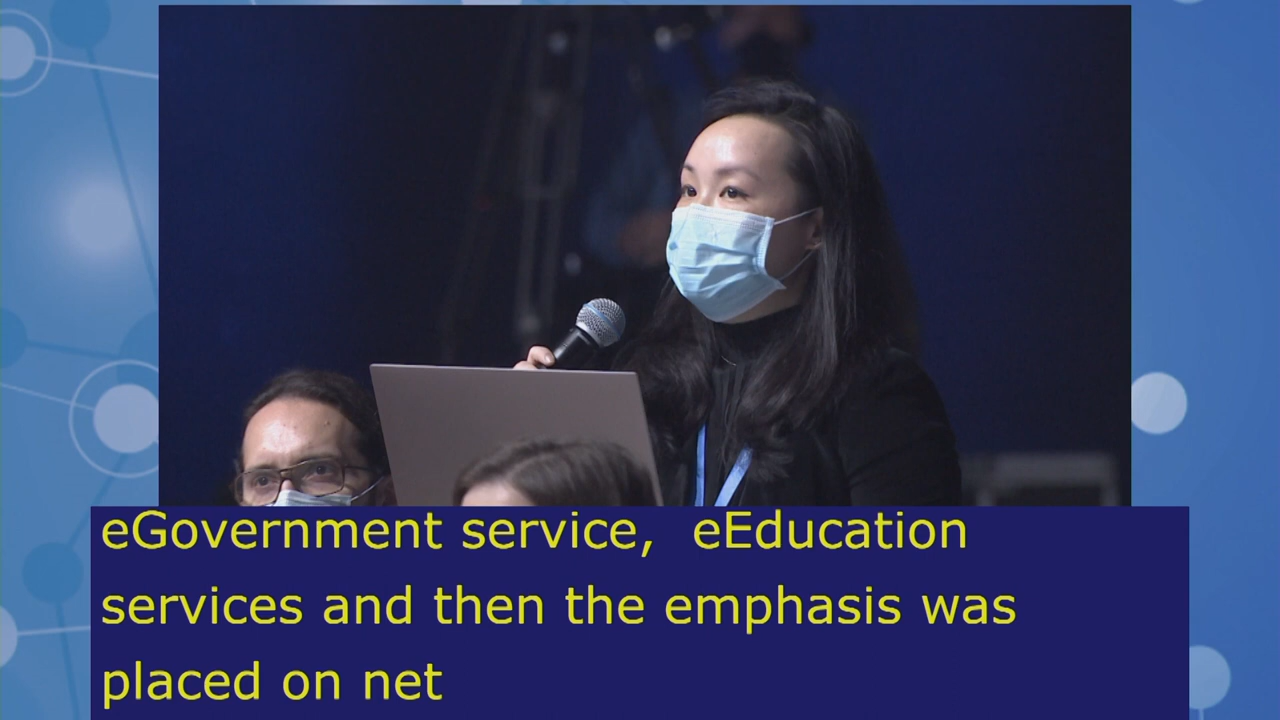 eGovernment service,  eEducation
services and then the emphasis was
placed on net